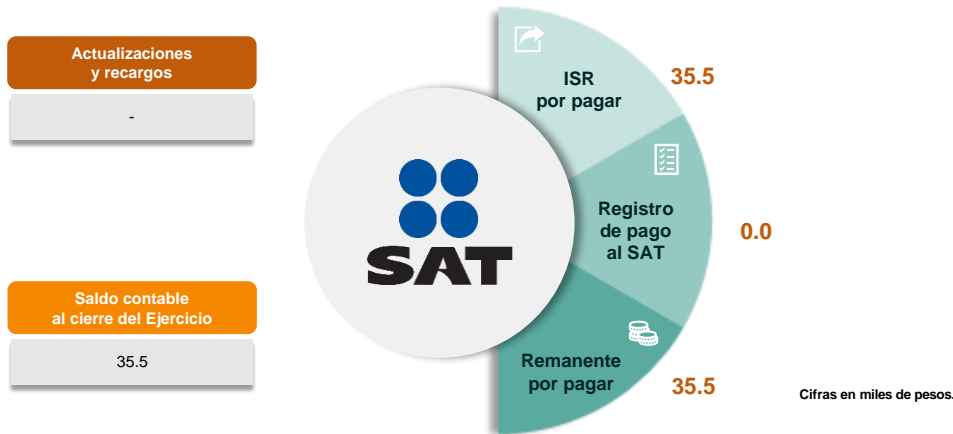 Actualizaciones
y recargos
-
Saldo contable
al cierre del Ejercicio
35.5
SAT
ISR
por pagar
35.5
Registro
de pago
al SAT
0.0
Remanente
por pagar
35.5
Cifras en miles de pesos.